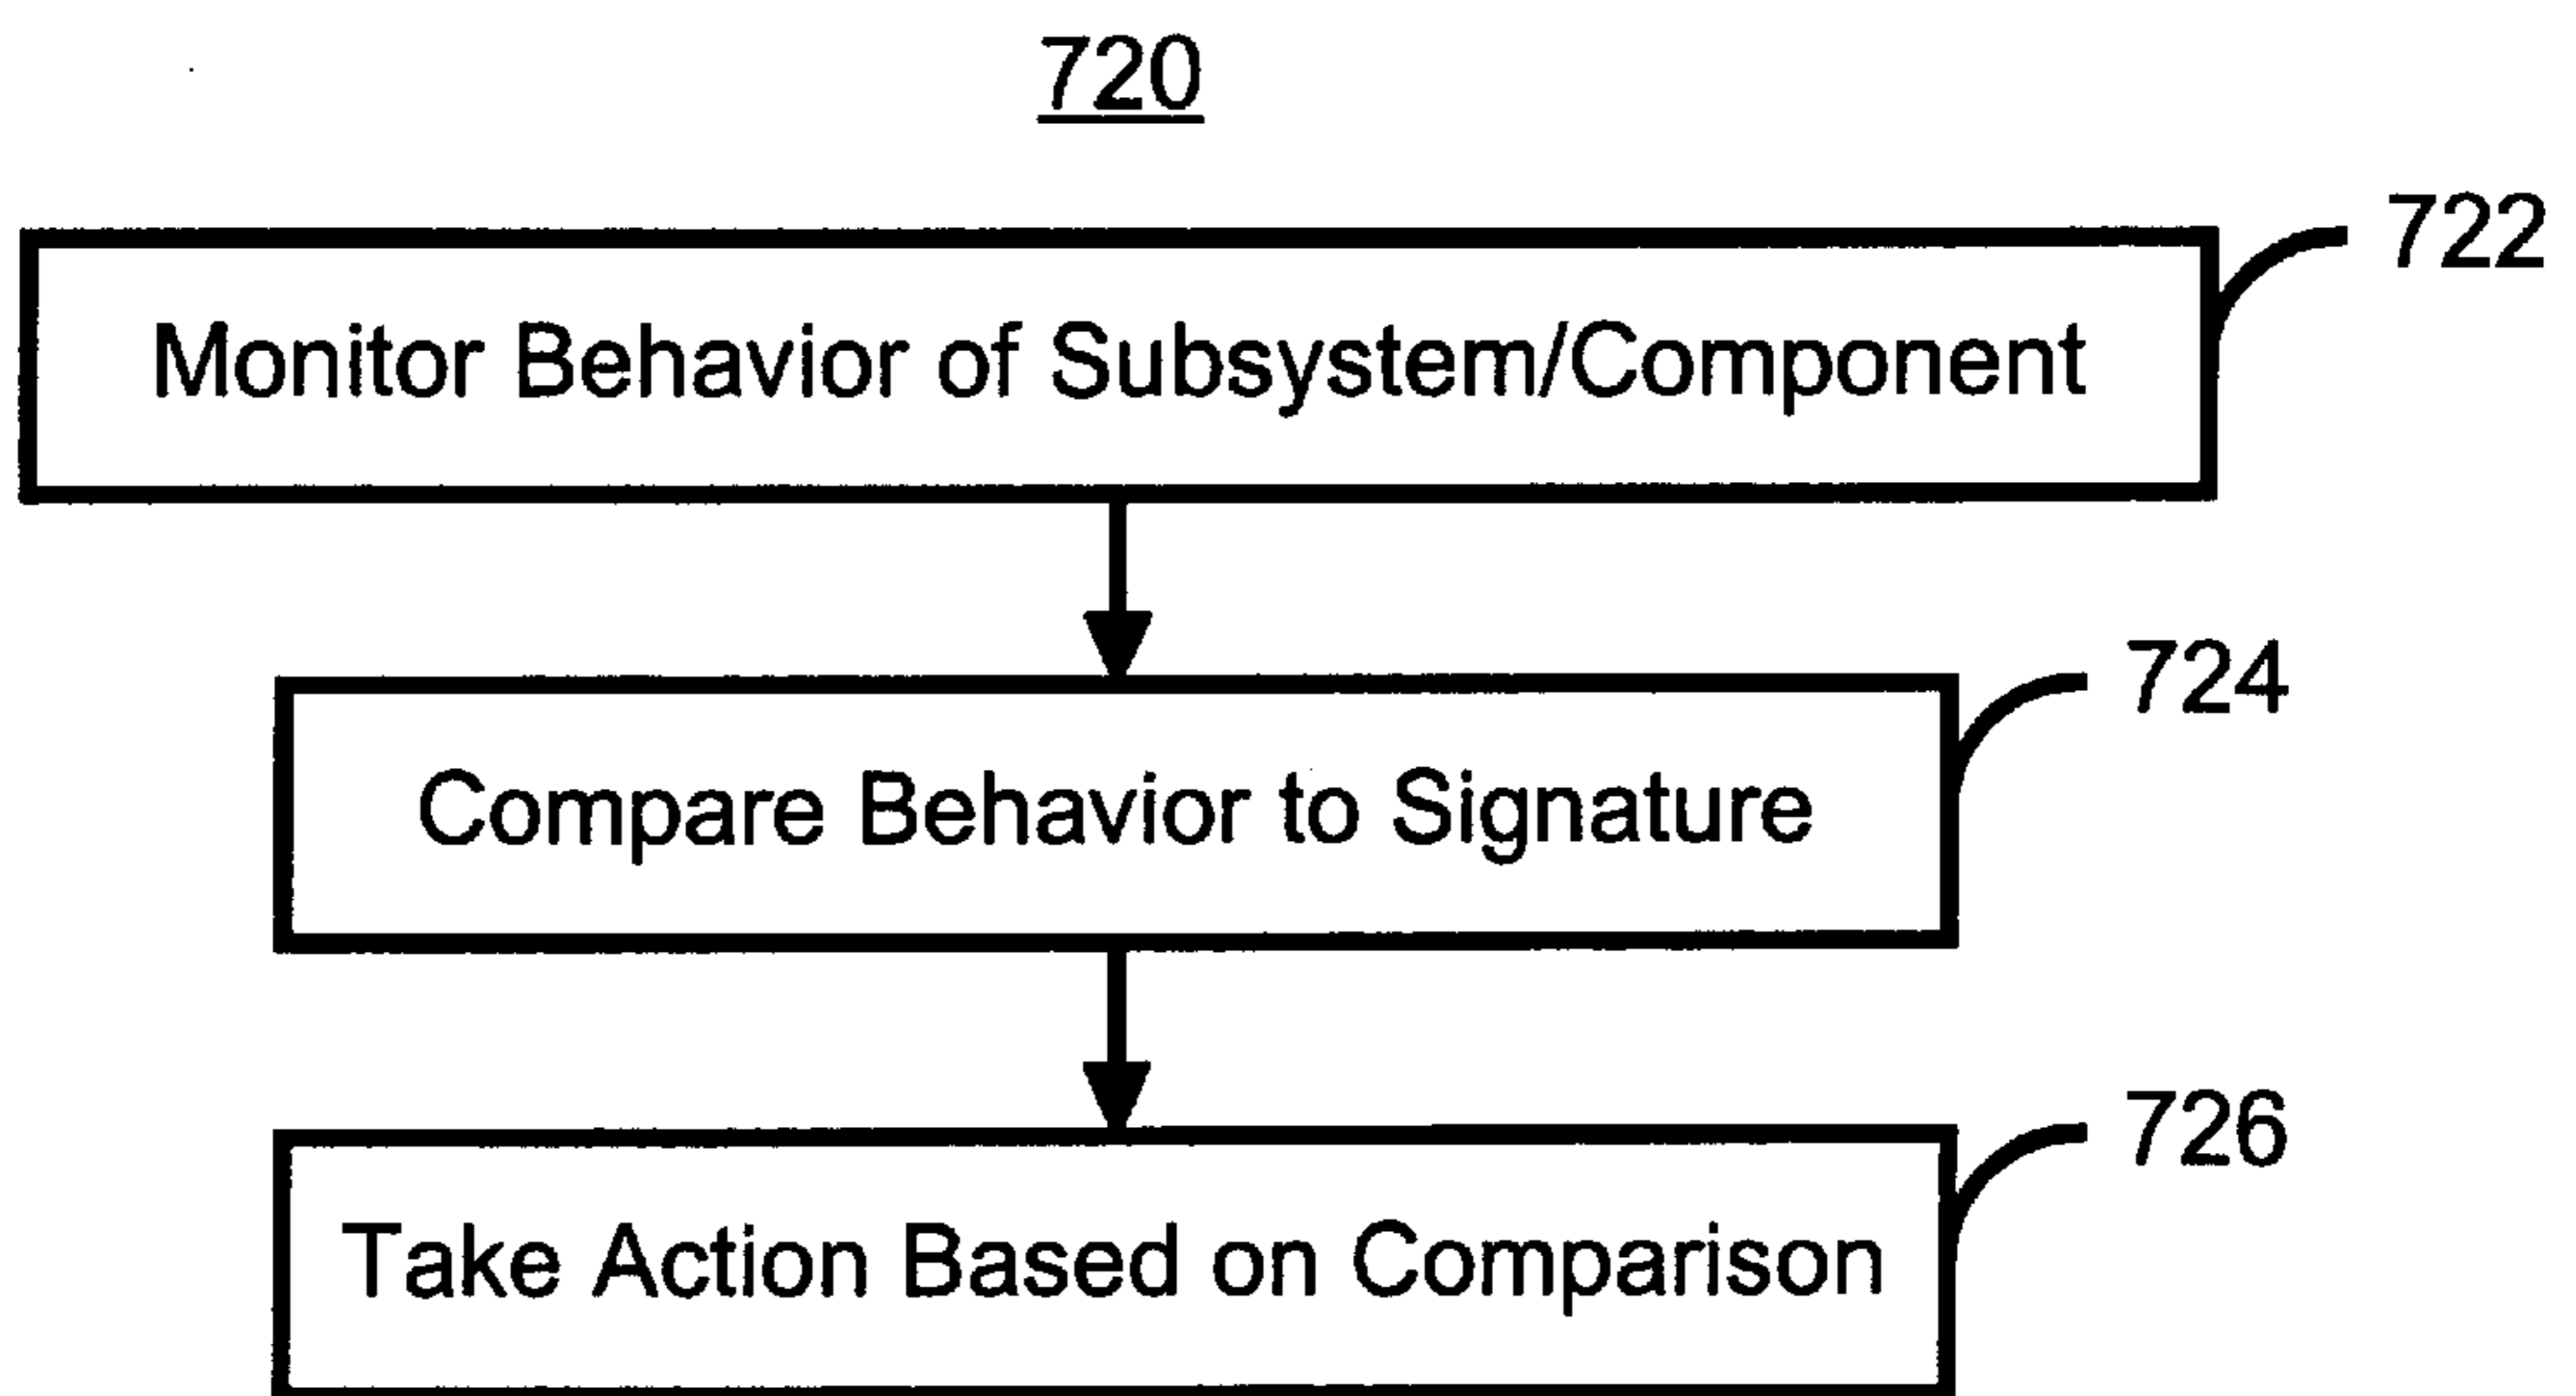 720
722
Monitor Behavior of Subsystem/Component
724
Compare Behavior to Signature
726
Take Action Based on Comparison